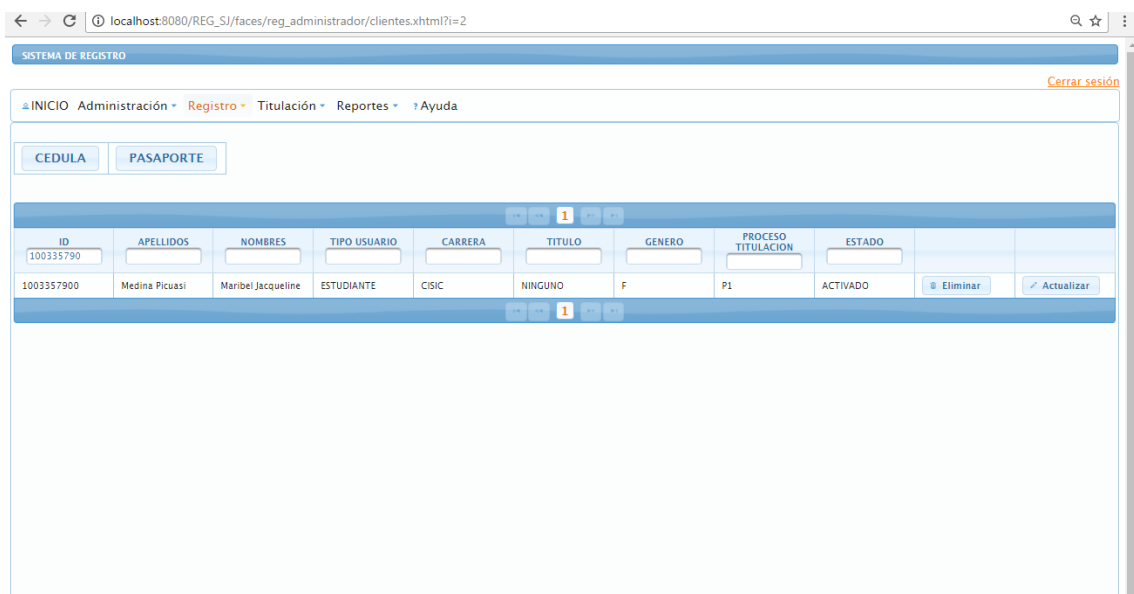 localhost:8080/REG_SJ/faces/reg_administrador/clientes.xhtml?i=2
SISTEMA DE REGISTRO
Cerrar sesión
INICIO Administración Registro Titulación Reportes ? Ayuda
CEDULA PASAPORTE
1
ID APELLIDOS NOMBRES TIPO USUARIO CARRERA TITULO GENERO PROCESO TITULACION ESTADO
100335790
1003357900 Medina Picuasi Maribel Jacqueline ESTUDIANTE CISIC NINGUNO F P1 ACTIVADO Eliminar Actualizar
1